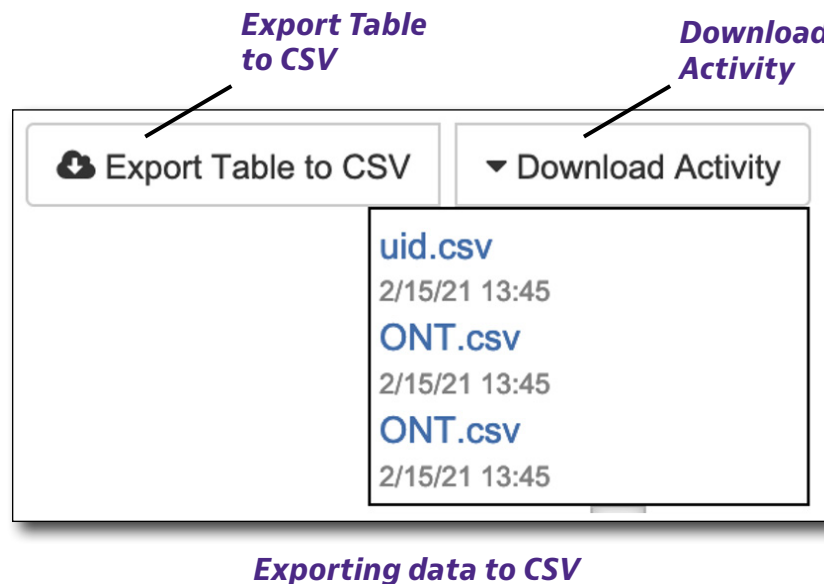 Export Table
to CSV
Download
Activity
Export Table to CSV
Download Activity
uid.csv
2/15/21 13:45
ONT.csv
2/15/21 13:45
ONT.csv
2/15/21 13:45
Exporting data to CSV